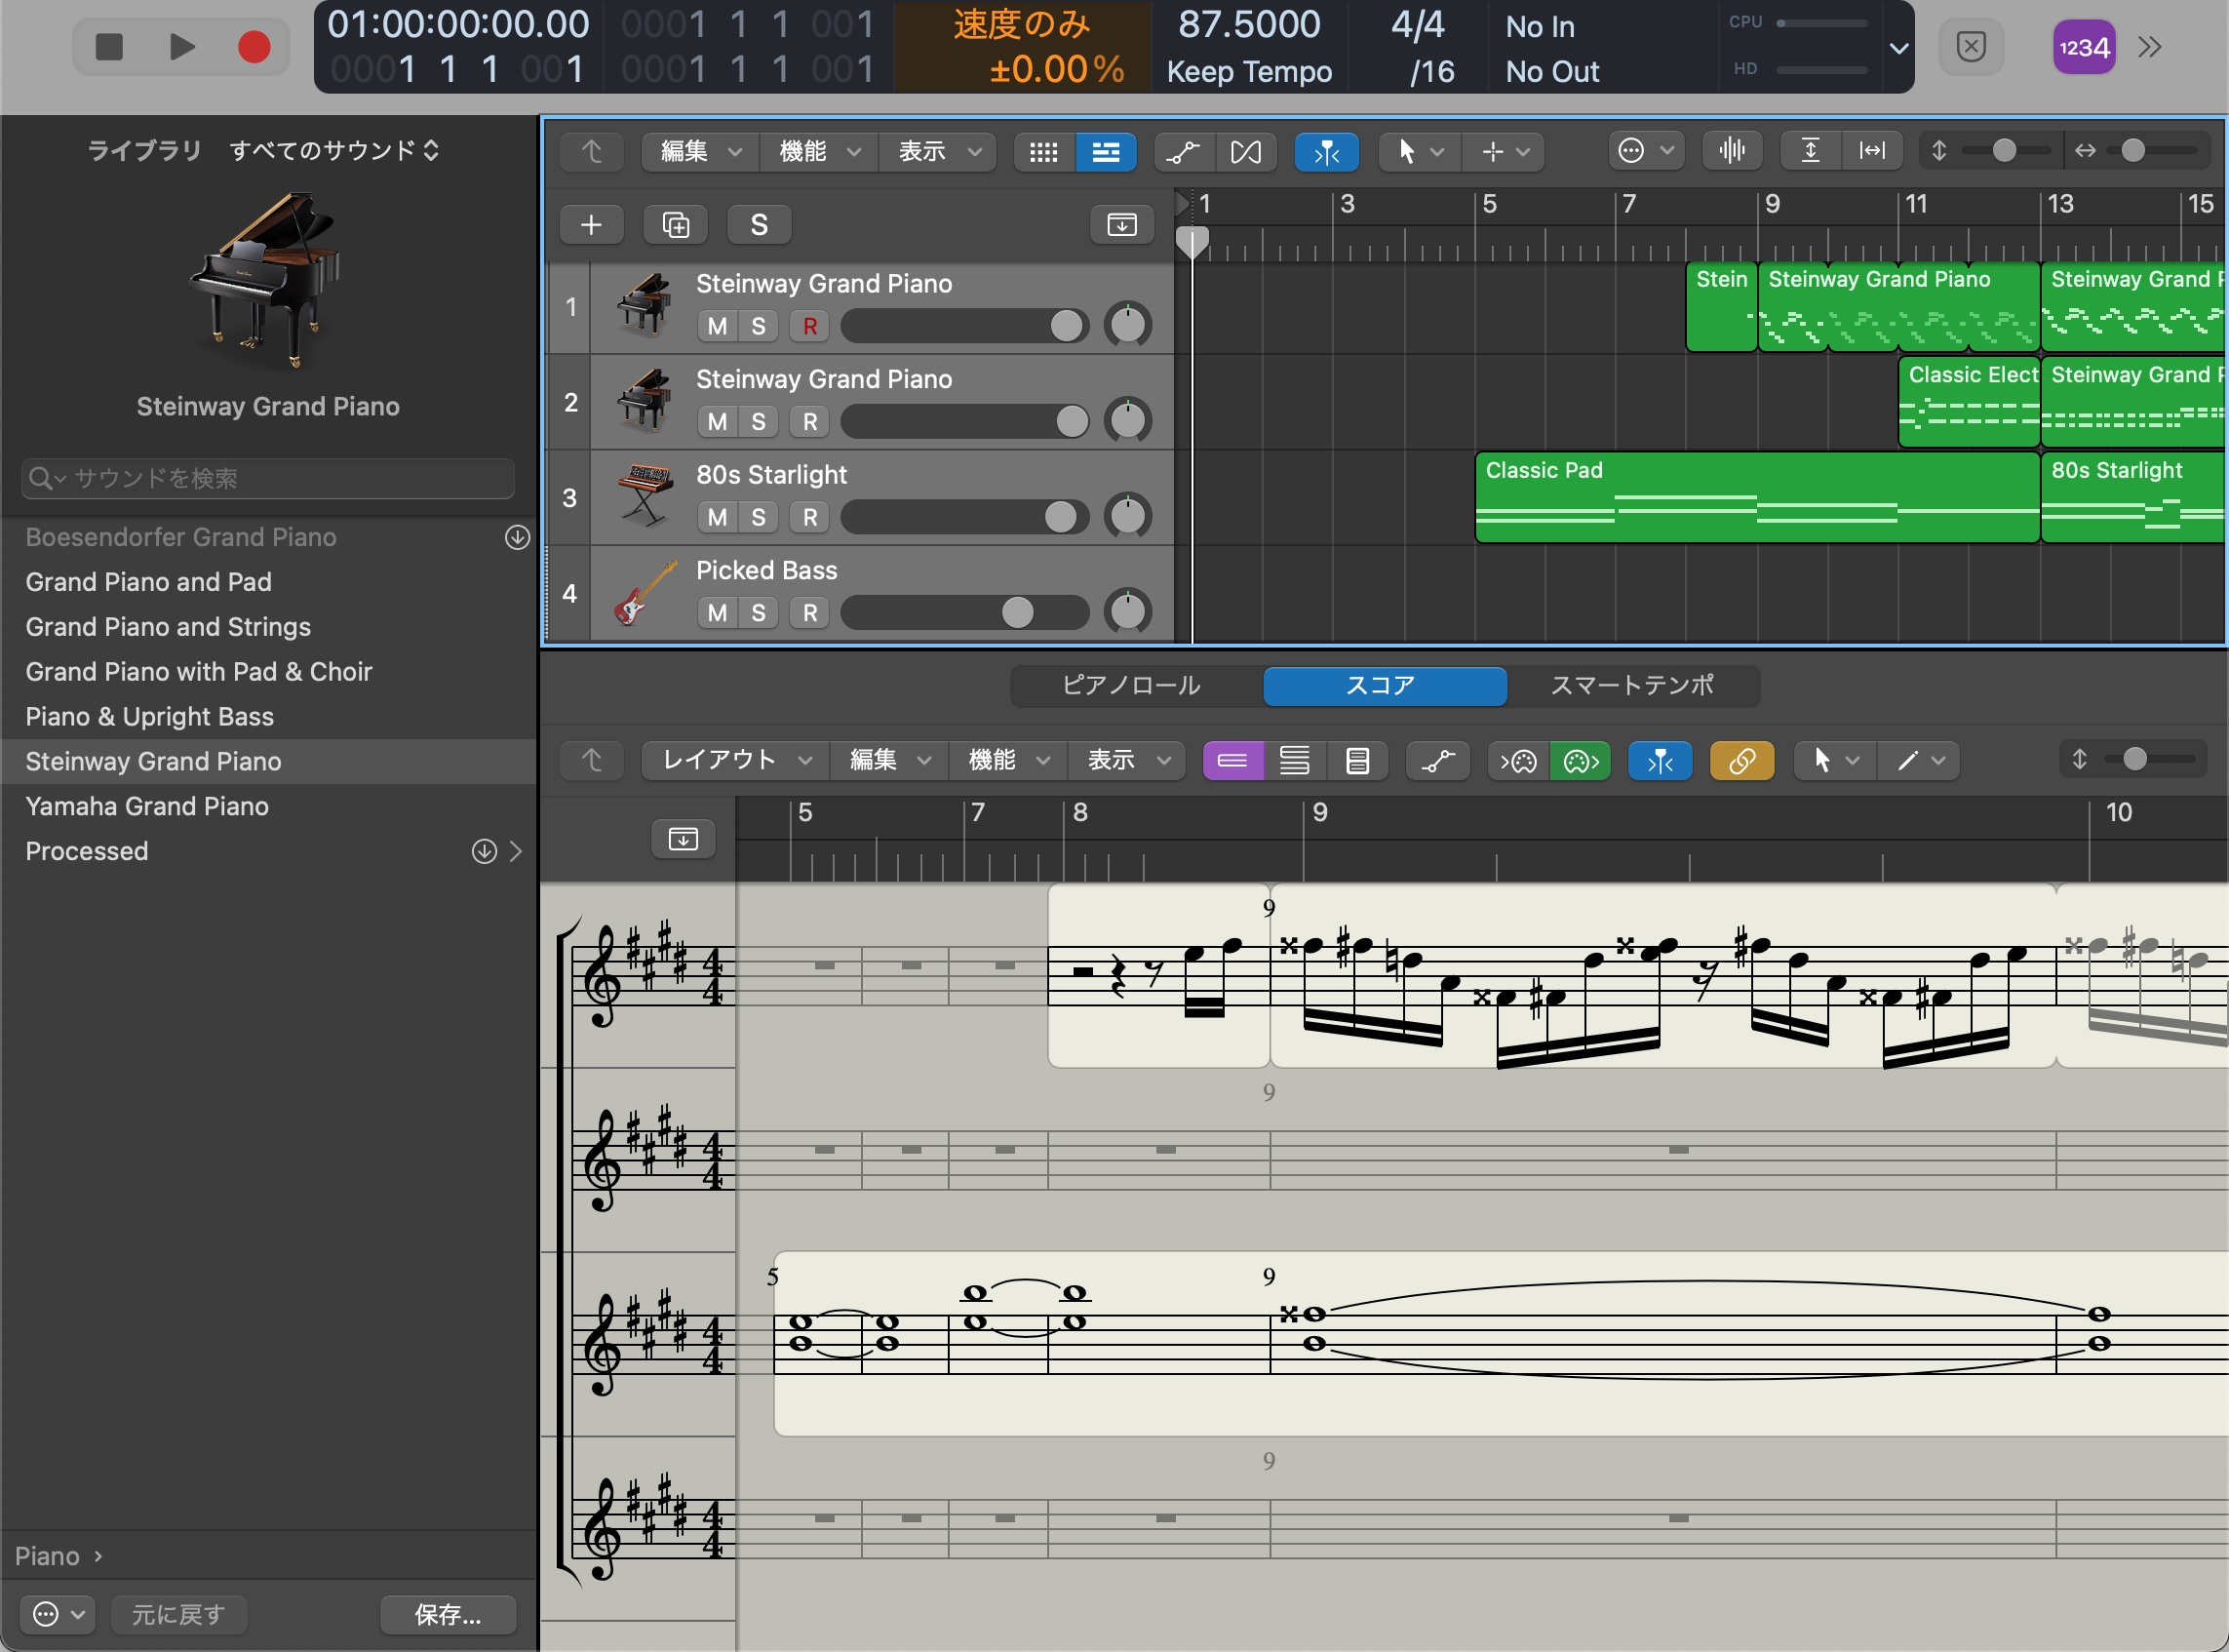 01:00:00:00.00
0001 1 1 001
0001 1 1 001
0001 1 1 001
速度のみ
±0.00%
87.5000
Keep Tempo
4/4
/16
No In
No Out
CPU
HD
1234
ライブラリ すべてのサウンド
Steinway Grand Piano
サウンドを検索
Boesendorfer Grand Piano
Grand Piano and Pad
Grand Piano and Strings
Grand Piano with Pad & Choir
Piano & Upright Bass
Steinway Grand Piano
Yamaha Grand Piano
Processed
Piano
元に戻す
保存...
編集 機能 表示
S
1 3 5 7 9 11 13 15
1
Steinway Grand Piano
M S R
2
Steinway Grand Piano
M S R
3
80s Starlight
M S R
4
Picked Bass
M S R
Stein
Steinway Grand Piano
Steinway Grand P
Classic Elect
Steinway Grand P
Classic Pad
80s Starlight
ピアノロール スコア スマートテンポ
レイアウト 編集 機能 表示
5 7 8 9 10
9
4
4
9
4
4
5
9
4
4
9
4
4